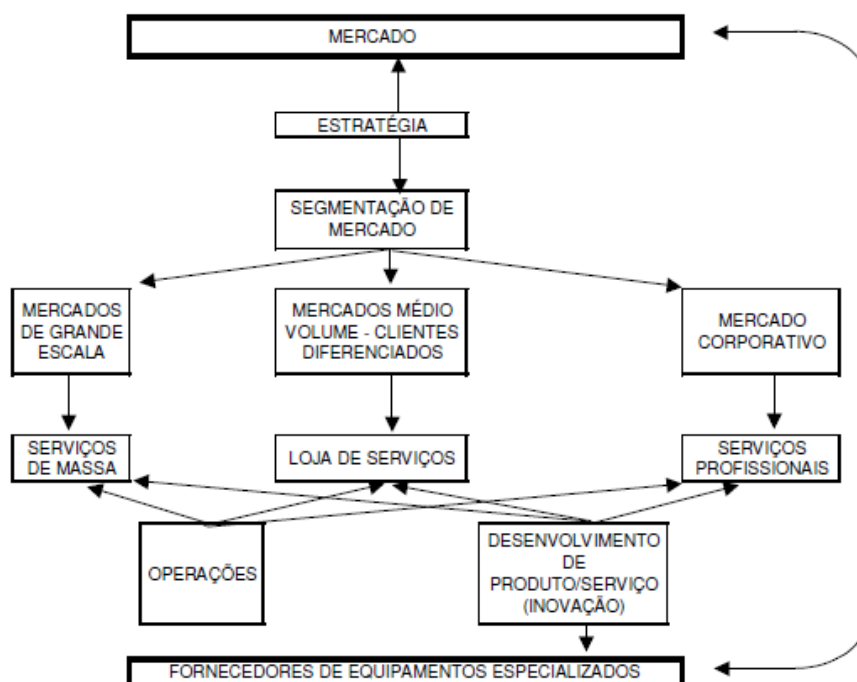 MERCADO
ESTRATÉGIA
SEGMENTAÇÃO DE
MERCADO
MERCADOS
DE GRANDE
ESCALA
MERCADOS MÉDIO
VOLUME - CLIENTES
DIFERENCIADOS
MERCADO
CORPORATIVO
SERVIÇOS
DE MASSA
LOJA DE SERVIÇOS
SERVIÇOS
PROFISSIONAIS
OPERAÇÕES
DESENVOLVIMENTO
DE
PRODUTO/SERVIÇO
(INOVAÇÃO)
FORNECEDORES DE EQUIPAMENTOS ESPECIALIZADOS